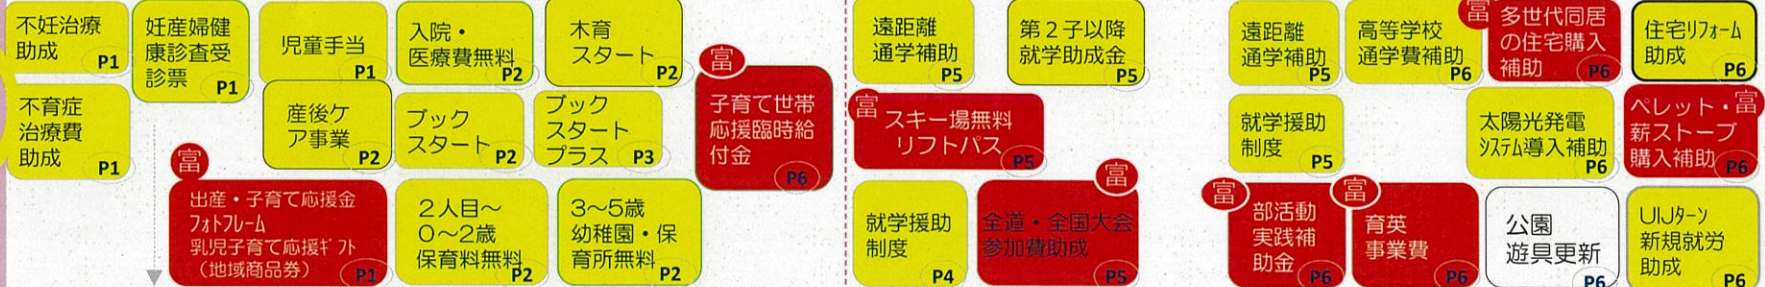 不妊治療
助成
P1
妊産婦健
康診査受
診票
P1
児童手当
P1
入院・
医療費無料
P2
木育
スタート
P2
不育症
治療費
助成
P1
産後ケ
ア事業
P2
ブック
スタート
P2
ブック
スタート
プラス
P3
富
子育て世帯
応援臨時給
付金
P6
富
出産・子育て応援金
フォトフレーム
乳児子育て応援ギフト
(地域商品券)
P1
2人目～
0～2歳
保育料無料
P2
3～5歳
幼稚園・保
育所無料
P2
遠距離
通学補助
P5
第2子以降
就学助成金
P5
富
スキー場無料
リフトパス
P5
就学援助
制度
P4
富
全道・全国大会
参加費助成
P5
遠距離
通学補助
P5
高等学校
通学費補助
P6
富
多世代同居
の住宅購入
補助
P6
住宅リフォーム
助成
P6
就学援助
制度
P5
太陽光発電
システム導入補助
P6
富
ペレット・
薪ストーブ
購入補助
P6
富
部活動
実践補
助金
P6
富
育英
事業費
P6
公園
遊具更新
P6
UIJターン
新規就労
助成
P6